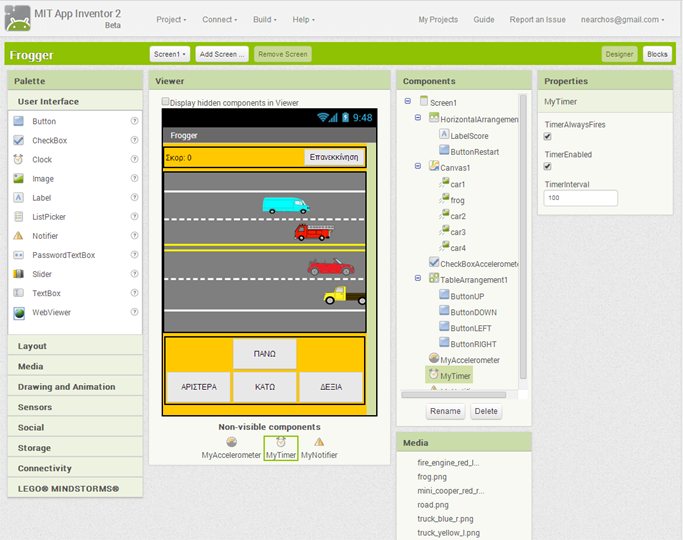 MIT App Inventor 2
Beta
Project Connect Build Help
My Projects Guide Report an Issue nearchos@gmail.com
Frogger
Screen1 Add Screen ... Remove Screen
Designer Blocks
Palette
User Interface
Button
CheckBox
Clock
Image
Label
ListPicker
Notifier
PasswordTextBox
Slider
TextBox
WebViewer
Layout
Media
Drawing and Animation
Sensors
Social
Storage
Connectivity
LEGO® MINDSTORMS®
Viewer
Display hidden components in Viewer
9:48
Frogger
Σκορ: 0
Επανεκκίνηση
ΠΑΝΩ
ΑΡΙΣΤΕΡΑ ΚΑΤΩ ΔΕΞΙΑ
Non-visible components
MyAccelerometer MyTimer MyNotifier
Components
Screen1
HorizontalArrangemen
LabelScore
ButtonRestart
Canvas1
car1
frog
car2
car3
car4
CheckBoxAcceleromet
TableArrangement1
ButtonUP
ButtonDOWN
ButtonLEFT
ButtonRIGHT
MyAccelerometer
MyTimer
Rename Delete
Media
fire_engine_red_l...
frog.png
mini_cooper_red_r...
road.png
truck_blue_r.png
truck_yellow_l.png
Properties
MyTimer
TimerAlwaysFires
TimerEnabled
TimerInterval
100